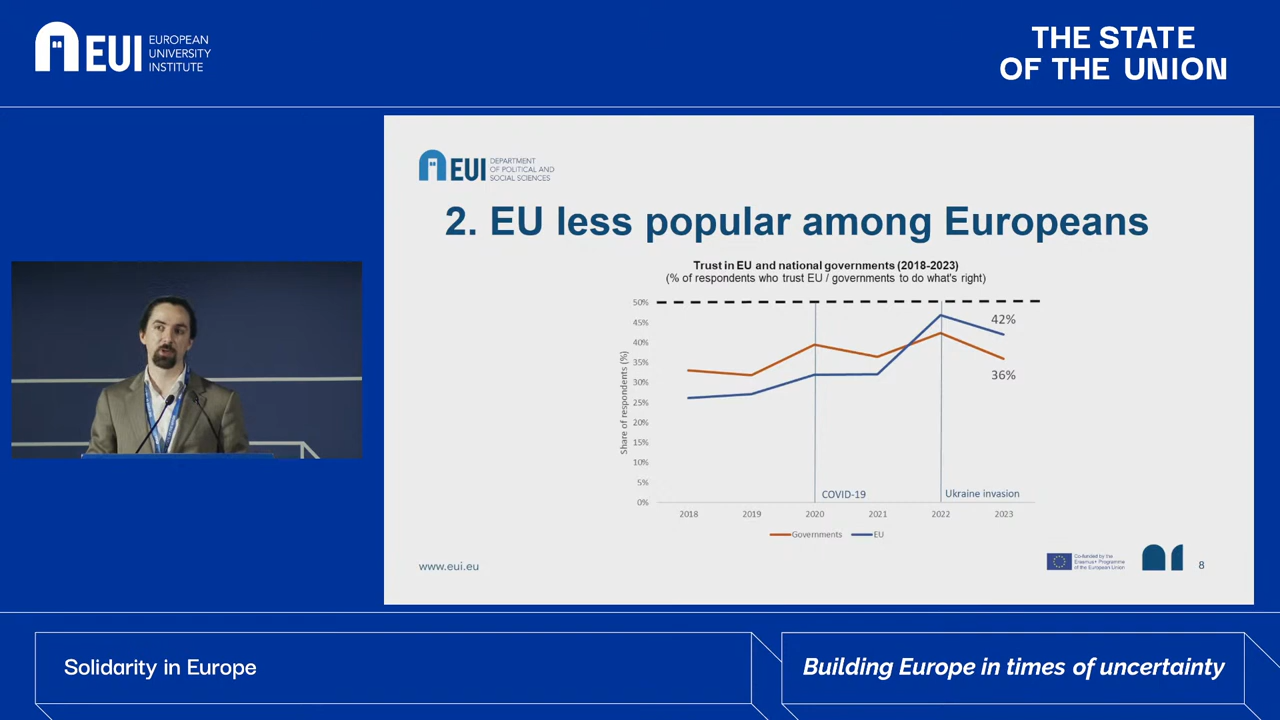 EUI
EUROPEAN
UNIVERSITY
INSTITUTE
THE STATE
OF THE UNION
EUI
DEPARTMENT
OF POLITICAL AND
SOCIAL SCIENCES
2. EU less popular among Europeans
Trust in EU and national governments (2018-2023)
(% of respondents who trust EU / governments to do what's right)
Share of respondents (%)
50%
45%
40%
35%
30%
25%
20%
15%
10%
5%
0%
42%
36%
COVID-19
Ukraine invasion
2018 2019 2020 2021 2022 2023
Governments EU
www.eui.eu
Co-funded by the
Erasmus+ Programme
of the European Union
8
Solidarity in Europe
Building Europe in times of uncertainty